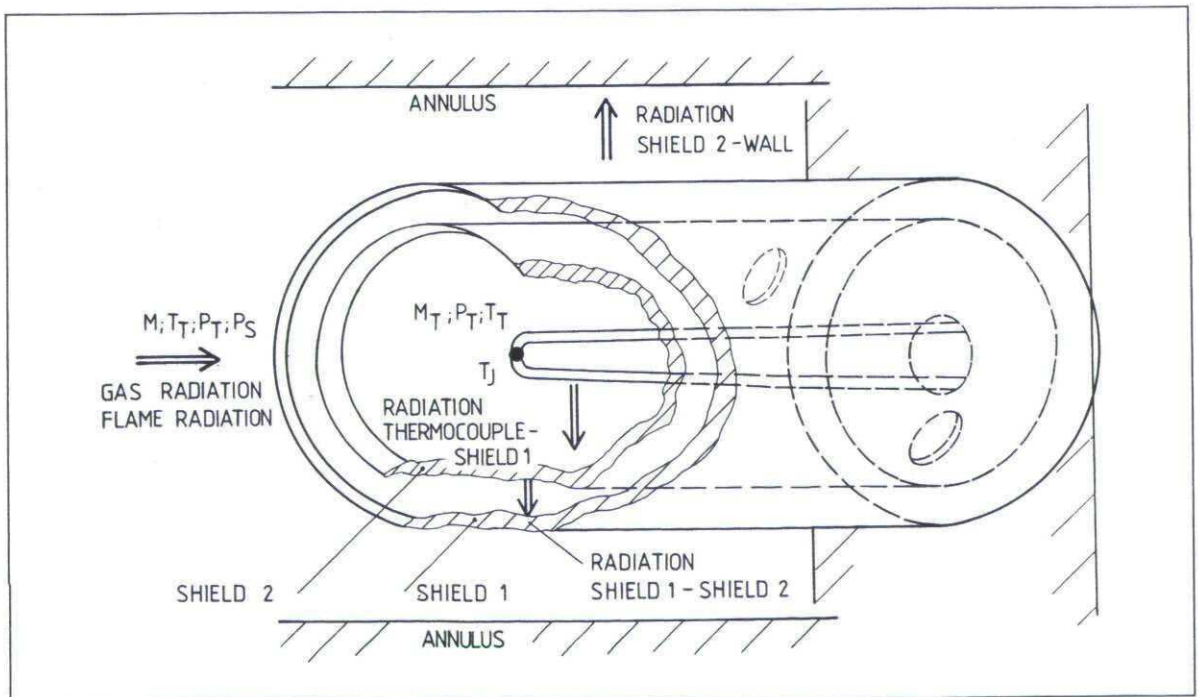 ANNULUS
RADIATION
SHIELD 2-WALL
M; T_T; P_T; P_S
GAS RADIATION
FLAME RADIATION
M_T; P_T; T_T
T_J
RADIATION
THERMOCOUPLE-
SHIELD 1
RADIATION
SHIELD 1-SHIELD 2
SHIELD 2
SHIELD 1
ANNULUS